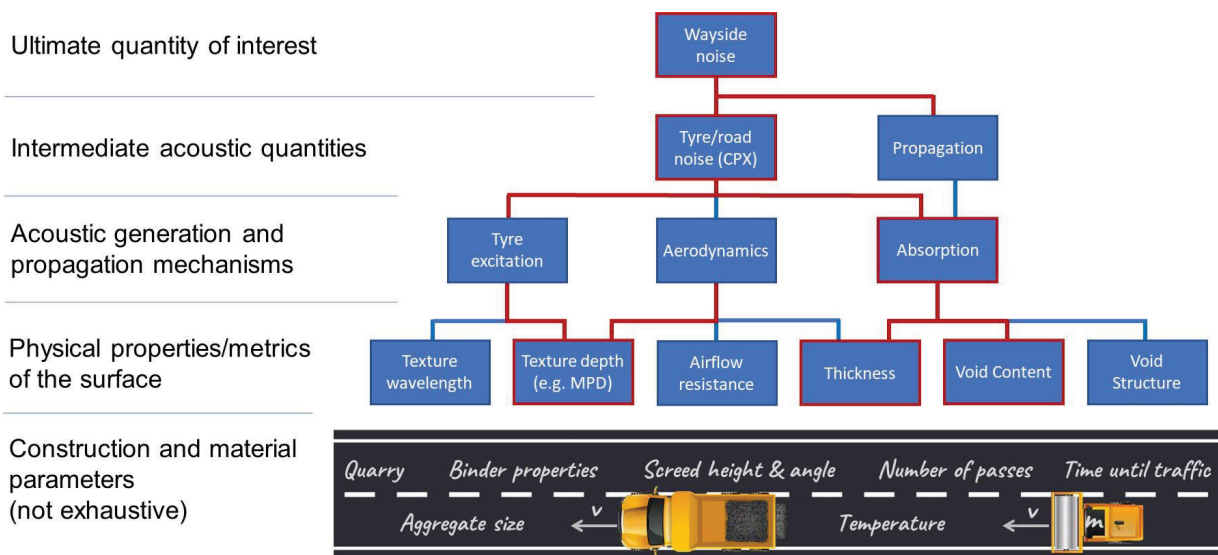 Ultimate quantity of interest
Wayside
noise
Intermediate acoustic quantities
Tyre/road
noise (CPX)
Propagation
Acoustic generation and
propagation mechanisms
Tyre
excitation
Aerodynamics
Absorption
Physical properties/metrics
of the surface
Texture
wavelength
Texture depth
(e.g. MPD)
Airflow
resistance
Thickness
Void Content
Void
Structure
Construction and material
parameters
(not exhaustive)
Quarry
Binder properties
Screed height & angle
Number of passes
Time until traffic
Aggregate size
v
Temperature
v
m